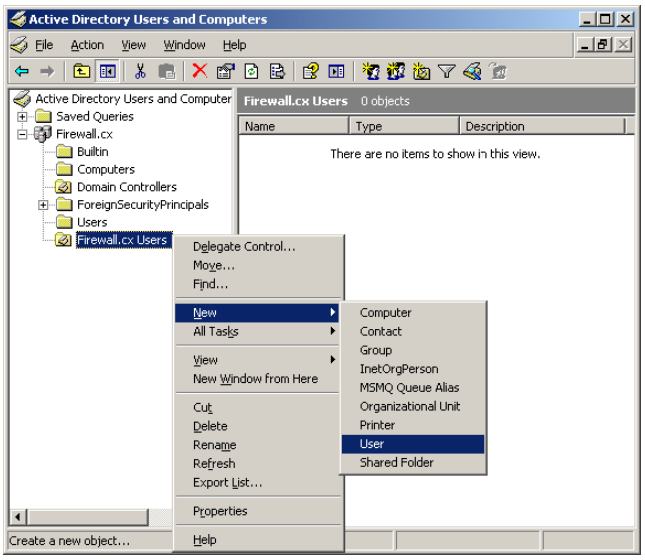 Active Directory Users and Computers
File Action View Window Help
Active Directory Users and Computer
Saved Queries
Firewall.cx
Builtin
Computers
Domain Controllers
ForeignSecurityPrincipals
Users
Firewall.cx Users
Firewall.cx Users 0 objects
Name Type Description
There are no items to show in this view.
Delegate Control...
Move...
Find...
New
All Tasks
View
New Window from Here
Cut
Delete
Rename
Refresh
Export List...
Properties
Help
Computer
Contact
Group
InetOrgPerson
MSMQ Queue Alias
Organizational Unit
Printer
User
Shared Folder
Create a new object...